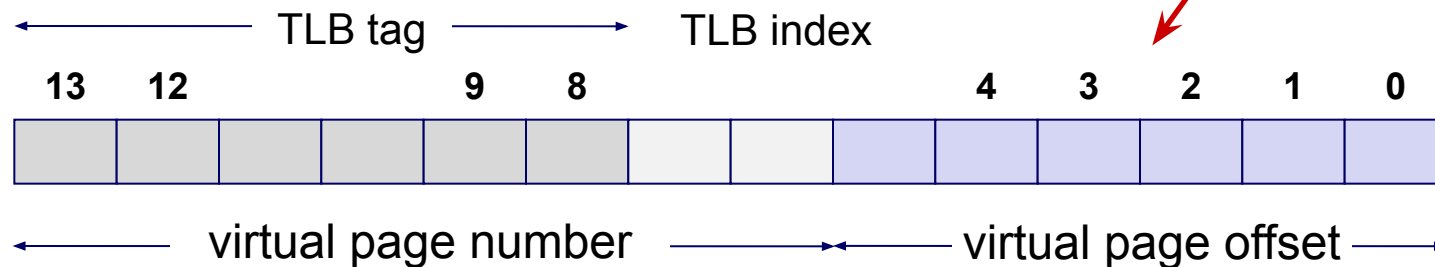 TLB tag TLB index
13 12 9 8 4 3 2 1 0
virtual page number virtual page offset